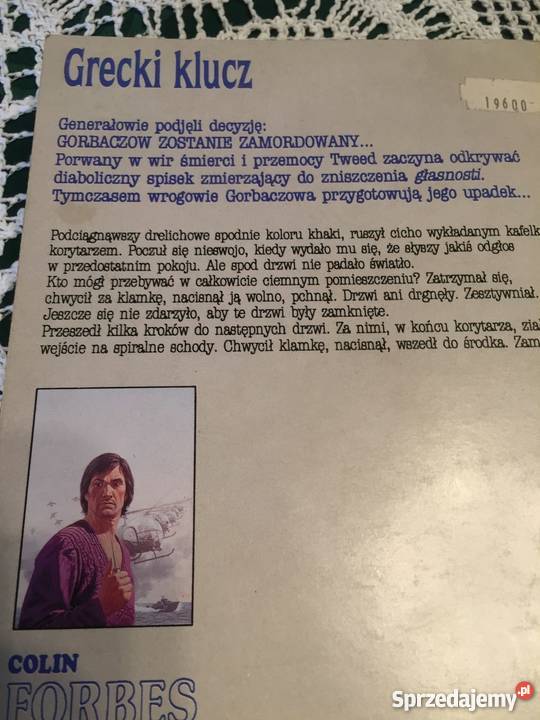 Grecki klucz
19600-
Generałowie podjęli decyzję:
GORBACZOW ZOSTANIE ZAMORDOWANY...
Porwany w wir śmierci i przemocy Tweed zaczyna odkrywać
diaboliczny spisek zmierzający do zniszczenia głasnosti.
Tymczasem wrogowie Gorbaczowa przygotowują jego upadek...
Podciągnąwszy drelichowe spodnie koloru khaki, ruszył cicho wykładanym kafelk
korytarzem. Poczuł się nieswojo, kiedy wydało mu się, że słyszy jakiś odgłos
w przedostatnim pokoju. Ale spod drzwi nie padało światło.
Kto mógł przebywać w całkowicie ciemnym pomieszczeniu? Zatrzymał się,
chwycił za klamkę, nacisnął ją wolno, pchnął. Drzwi ani drgnęły. Zesztywniał.
Jeszcze się nie zdarzyło, aby te drzwi były zamknięte.
Przeszedł kilka kroków do następnych drzwi. Za nimi, w końcu korytarza, zia
wejście na spiralne schody. Chwycił klamkę, nacisnął, wszedł do środka. Zam
COLIN
FORBES
Sprzedajemy.pl